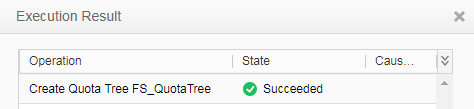 Execution Result
Operation State Caus...
Create Quota Tree FS_QuotaTree Succeeded